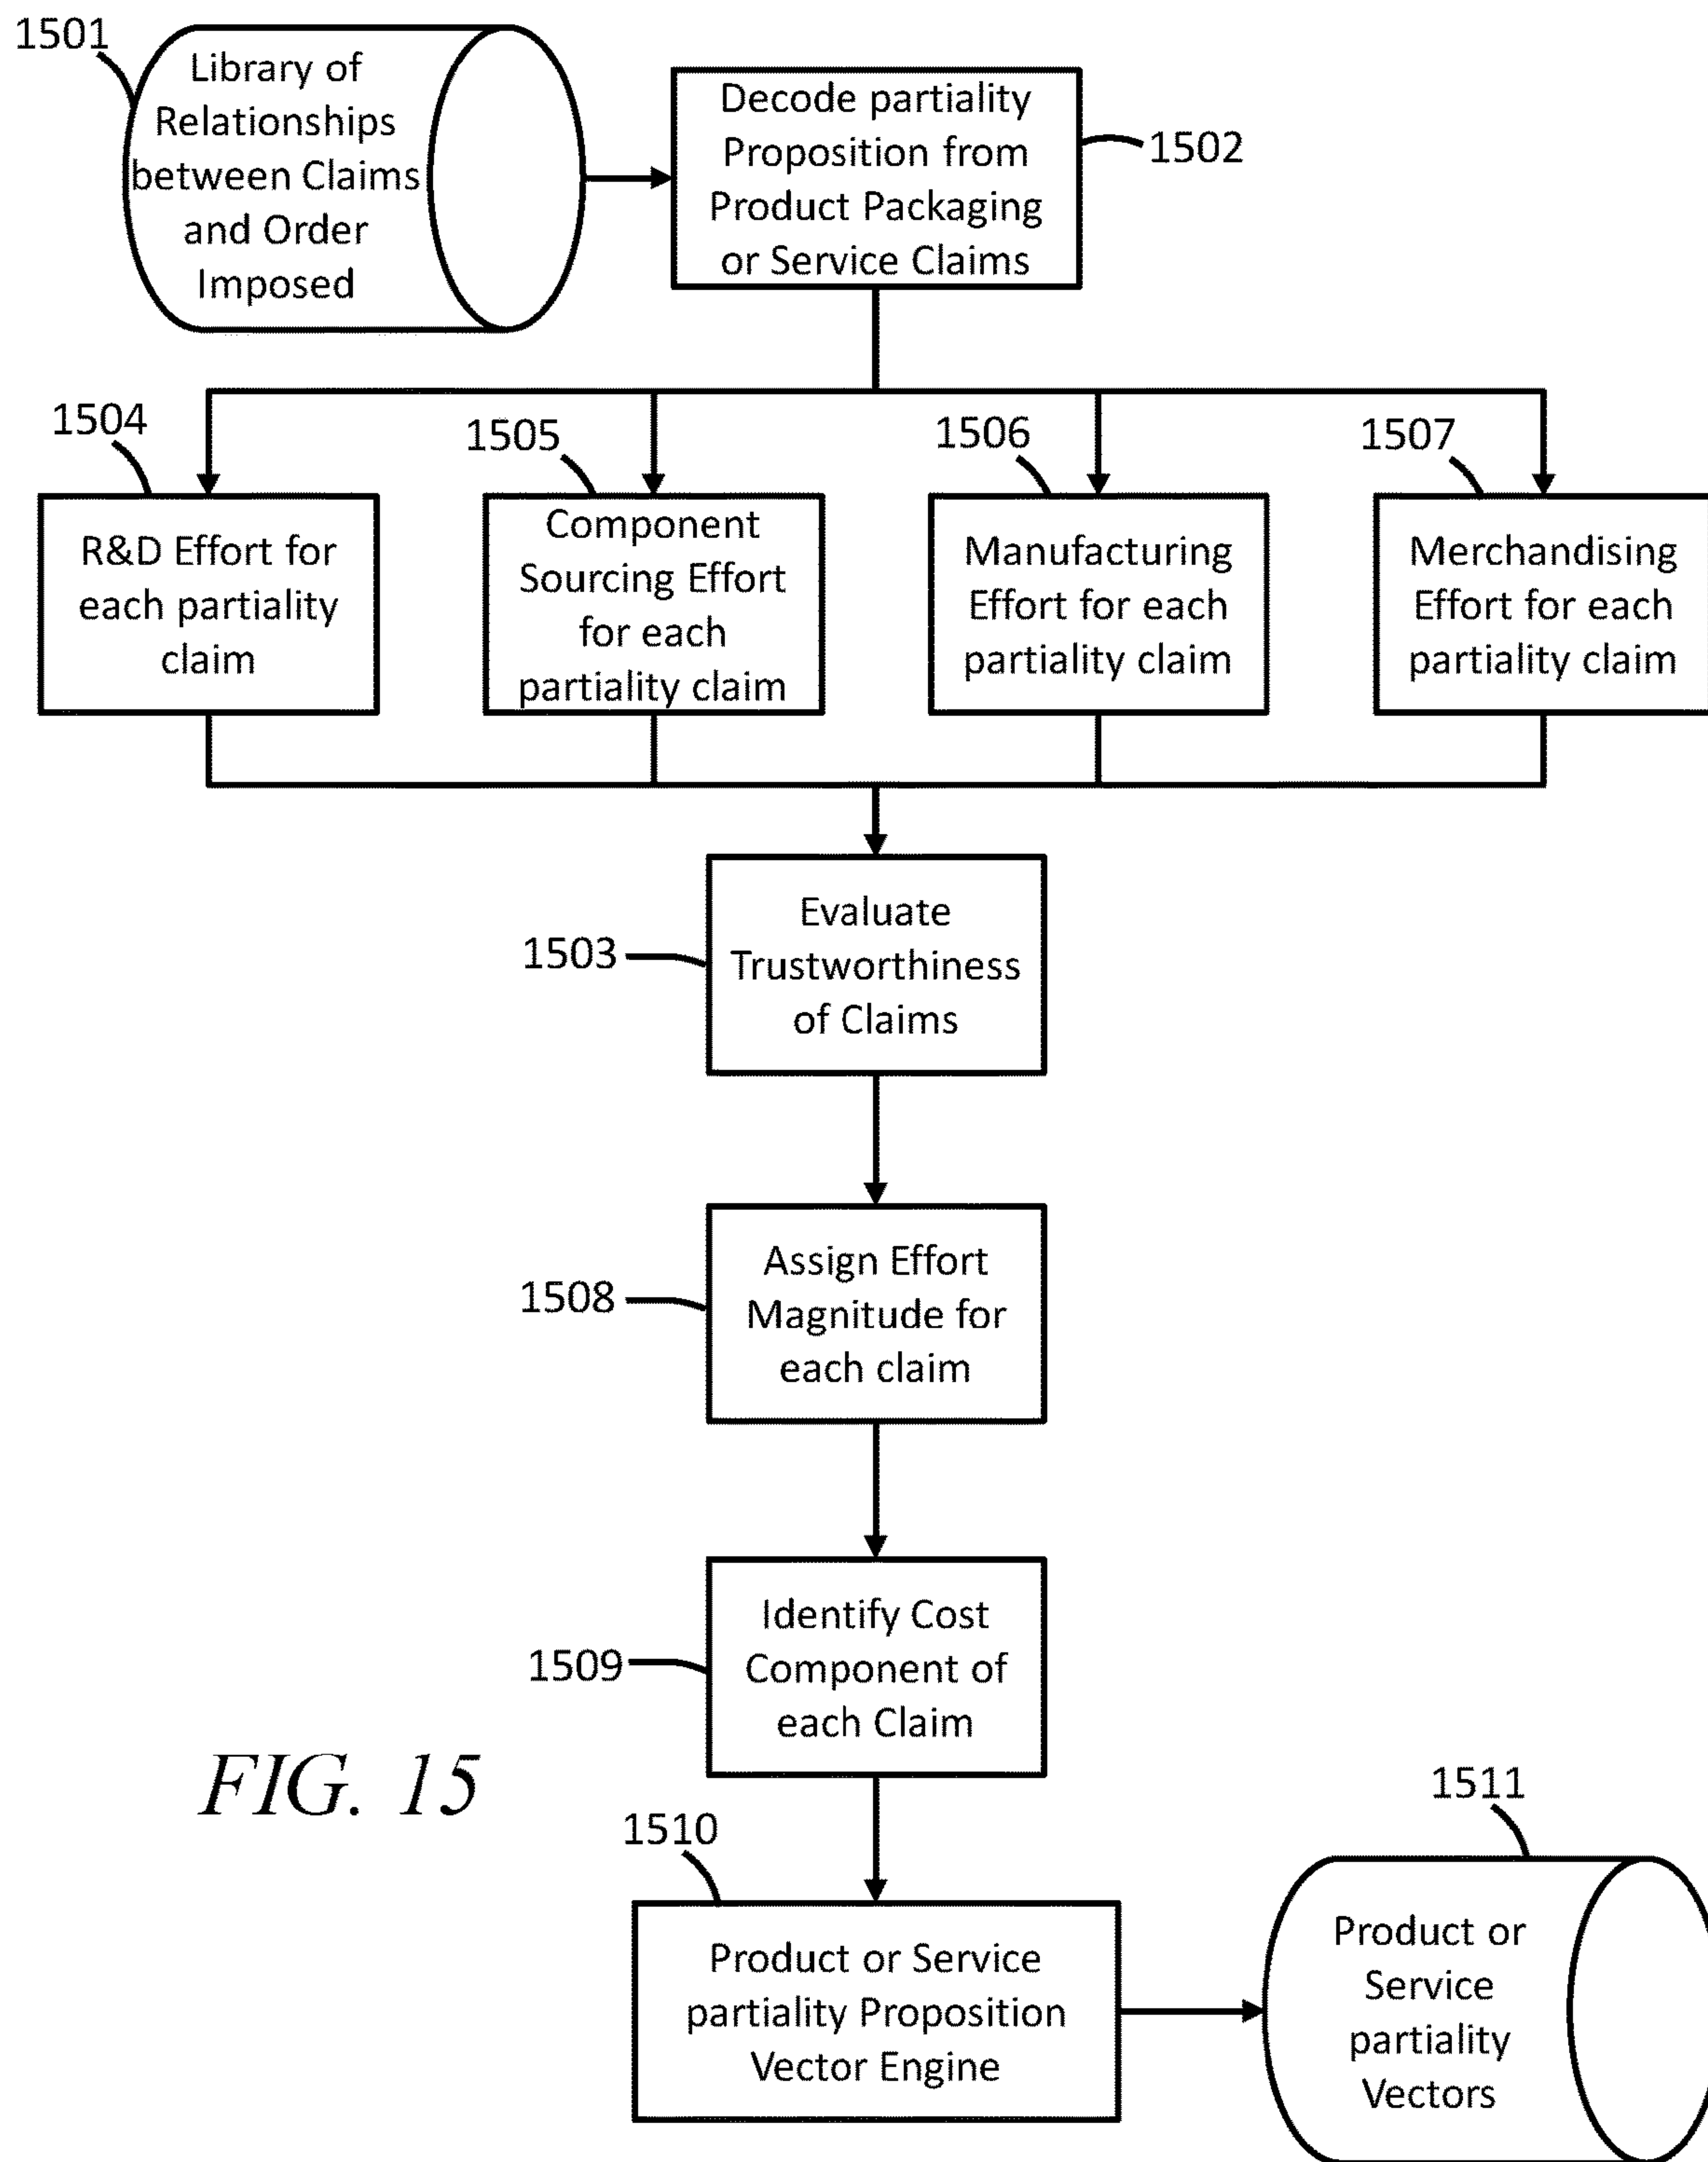 1501
Library of
Relationships
between Claims
and Order
Imposed
Decode partiality
Proposition from
Product Packaging
or Service Claims
1502
1504
1505
1506
1507
R&D Effort for
each partiality
claim
Component
Sourcing Effort
for each
partiality claim
Manufacturing
Effort for each
partiality claim
Merchandising
Effort for each
partiality claim
1503
Evaluate
Trustworthiness
of Claims
1508
Assign Effort
Magnitude for
each claim
1509
Identify Cost
Component of
each Claim
FIG. 15
1510
Product or Service
partiality Proposition
Vector Engine
1511
Product or
Service
partiality
Vectors